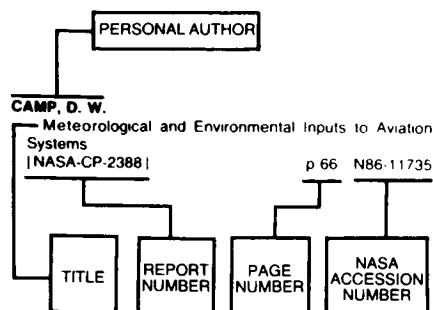 PERSONAL AUTHOR
CAMP, D. W.
Meteorological and Environmental Inputs to Aviation
Systems
|NASA-CP-2388| p 66 N86-11735
TITLE REPORT NUMBER PAGE NUMBER NASA ACCESSION NUMBER